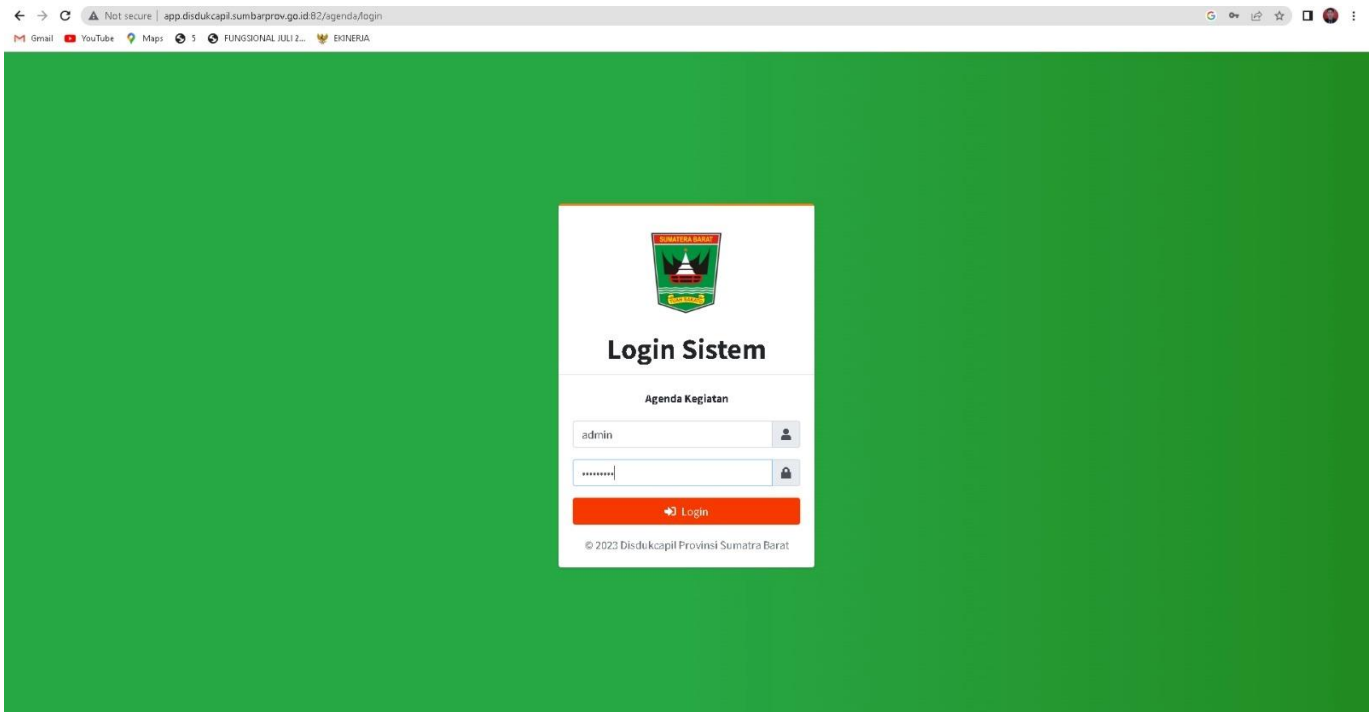 Not secure | app.disdukcapil.sumbarprov.go.id:82/agenda/login
Gmail YouTube Maps 5 FUNGSIONAL JULI 2... EKINERJA
SUMATERA BARAT
Login Sistem
Agenda Kegiatan
admin
•••••••••
Login
© 2023 Disdukcapil Provinsi Sumatra Barat